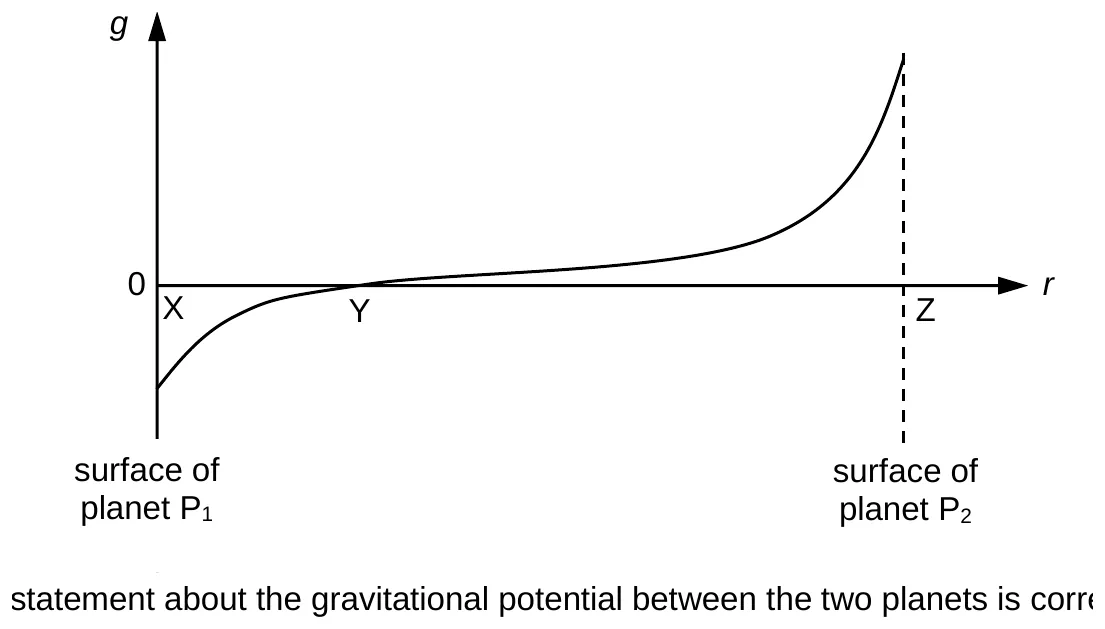 g
0
X
Y
Z
r
surface of
planet P₁
surface of
planet P₂
statement about the gravitational potential between the two planets is